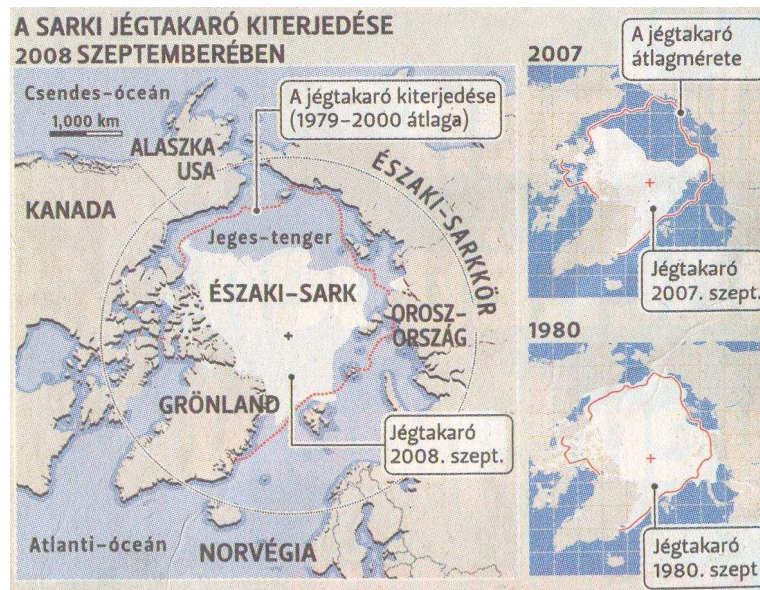 A SARKI JÉGTAKARÓ KITERJEDÉSE
2008 SZEPTEMBERÉBEN
Csendes-óceán
1,000 km
A jégtakaró kiterjedése
(1979–2000 átlaga)
ALASZKA
USA
KANADA
ÉSZAKI-SARKKÖR
Jeges-tenger
ÉSZAKI-SARK
OROSZ-
ORSZÁG
GRÖNLAND
Jégtakaró
2008. szept.
Atlanti-óceán
NORVÉGIA
2007
A jégtakaró
átlagmérete
Jégtakaró
2007. szept.
1980
Jégtakaró
1980. szept